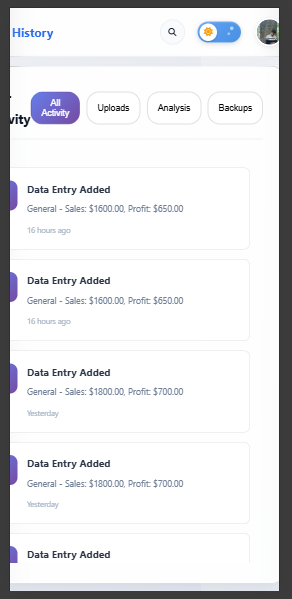 History
vity
All
Activity
Uploads
Analysis
Backups
Data Entry Added
General - Sales: $1600.00, Profit: $650.00
16 hours ago
Data Entry Added
General - Sales: $1600.00, Profit: $650.00
16 hours ago
Data Entry Added
General - Sales: $1800.00, Profit: $700.00
Yesterday
Data Entry Added
General - Sales: $1800.00, Profit: $700.00
Yesterday
Data Entry Added